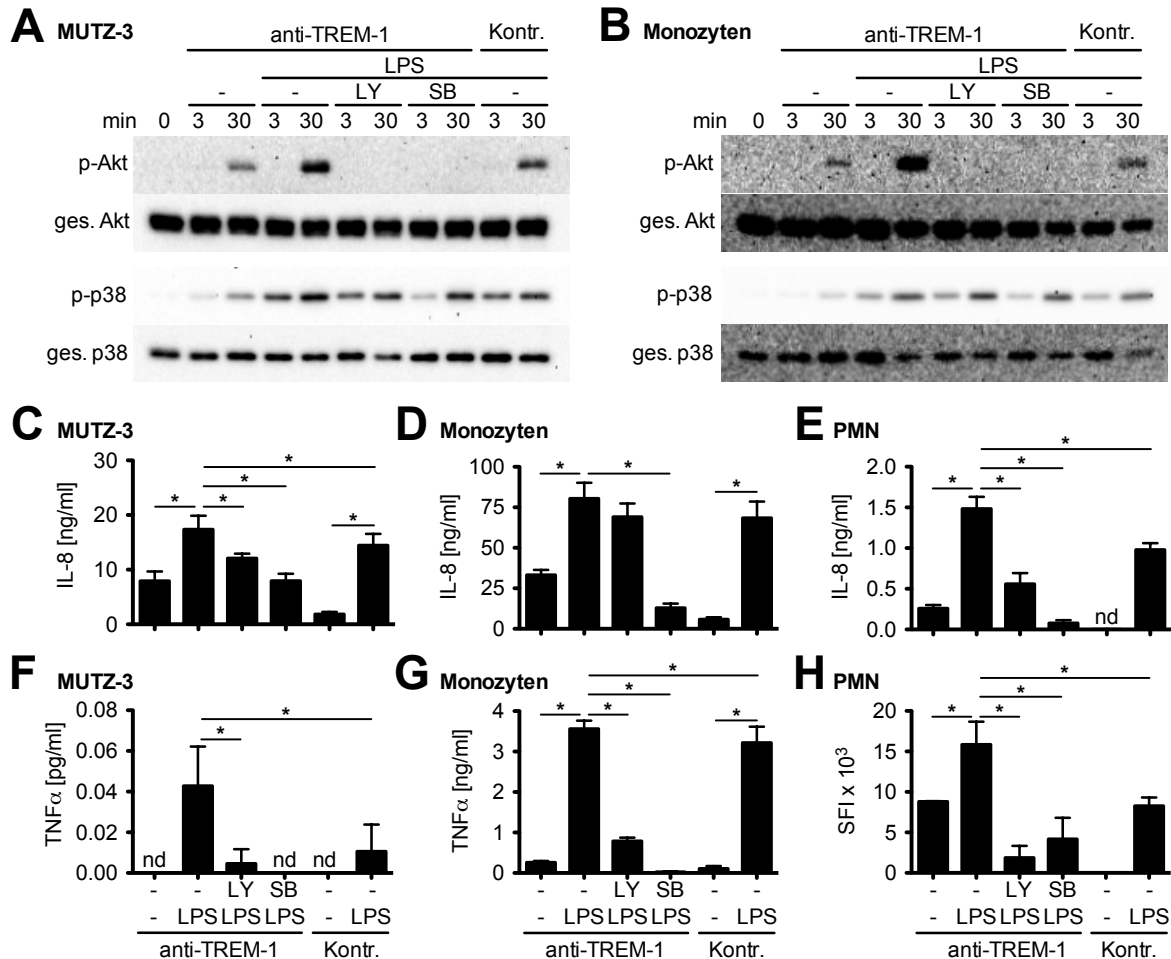 A MUTZ-3
anti-TREM-1 Kontr.
LPS
- - LY SB -
min 0 3 30 3 30 3 30 3 30 3 30
p-Akt
ges. Akt
p-p38
ges. p38
B Monozyten
anti-TREM-1 Kontr.
LPS
- - LY SB -
min 0 3 30 3 30 3 30 3 30 3 30
p-Akt
ges. Akt
p-p38
ges. p38
C MUTZ-3
IL-8 [ng/ml]
30
20
10
0
* * * * *
D Monozyten
IL-8 [ng/ml]
100
75
50
25
0
* * *
E PMN
IL-8 [ng/ml]
2.0
1.5
1.0
0.5
0.0
* * * *
nd
F MUTZ-3
TNFα [pg/ml]
0.08
0.06
0.04
0.02
0.00
* *
nd nd nd
- - LY SB - -
- LPS LPS LPS - LPS
anti-TREM-1 Kontr.
G Monozyten
TNFα [ng/ml]
4
3
2
1
0
* * * * *
- - LY SB - -
- LPS LPS LPS - LPS
anti-TREM-1 Kontr.
H PMN
SFI x 10³
20
15
10
5
0
* * * *
- - LY SB - -
- LPS LPS LPS - LPS
anti-TREM-1 Kontr.